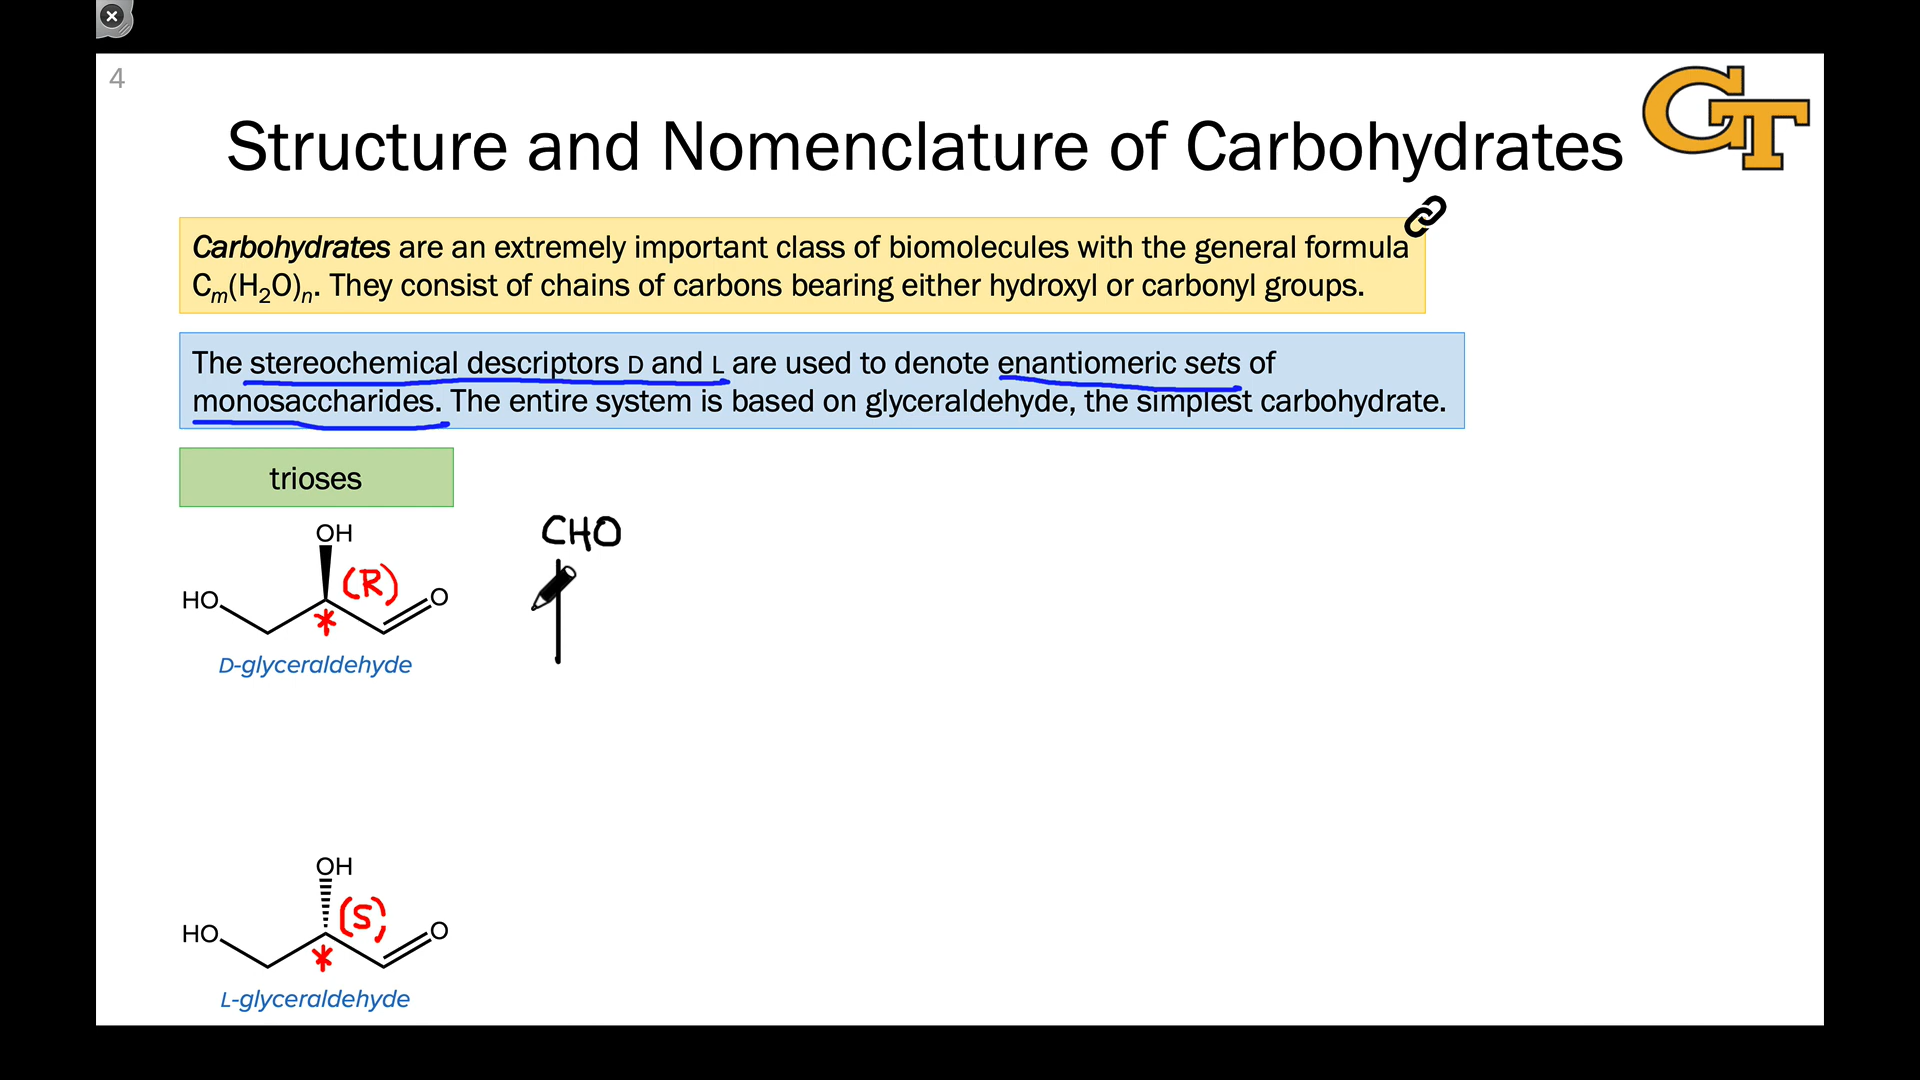 4
GT
Structure and Nomenclature of Carbohydrates
Carbohydrates are an extremely important class of biomolecules with the general formula
Cm(H2O)n. They consist of chains of carbons bearing either hydroxyl or carbonyl groups.
The stereochemical descriptors D and L are used to denote enantiomeric sets of
monosaccharides. The entire system is based on glyceraldehyde, the simplest carbohydrate.
trioses
OH
CHO
(R)
HO
O
*
D-glyceraldehyde
OH
(S)
HO
O
*
L-glyceraldehyde